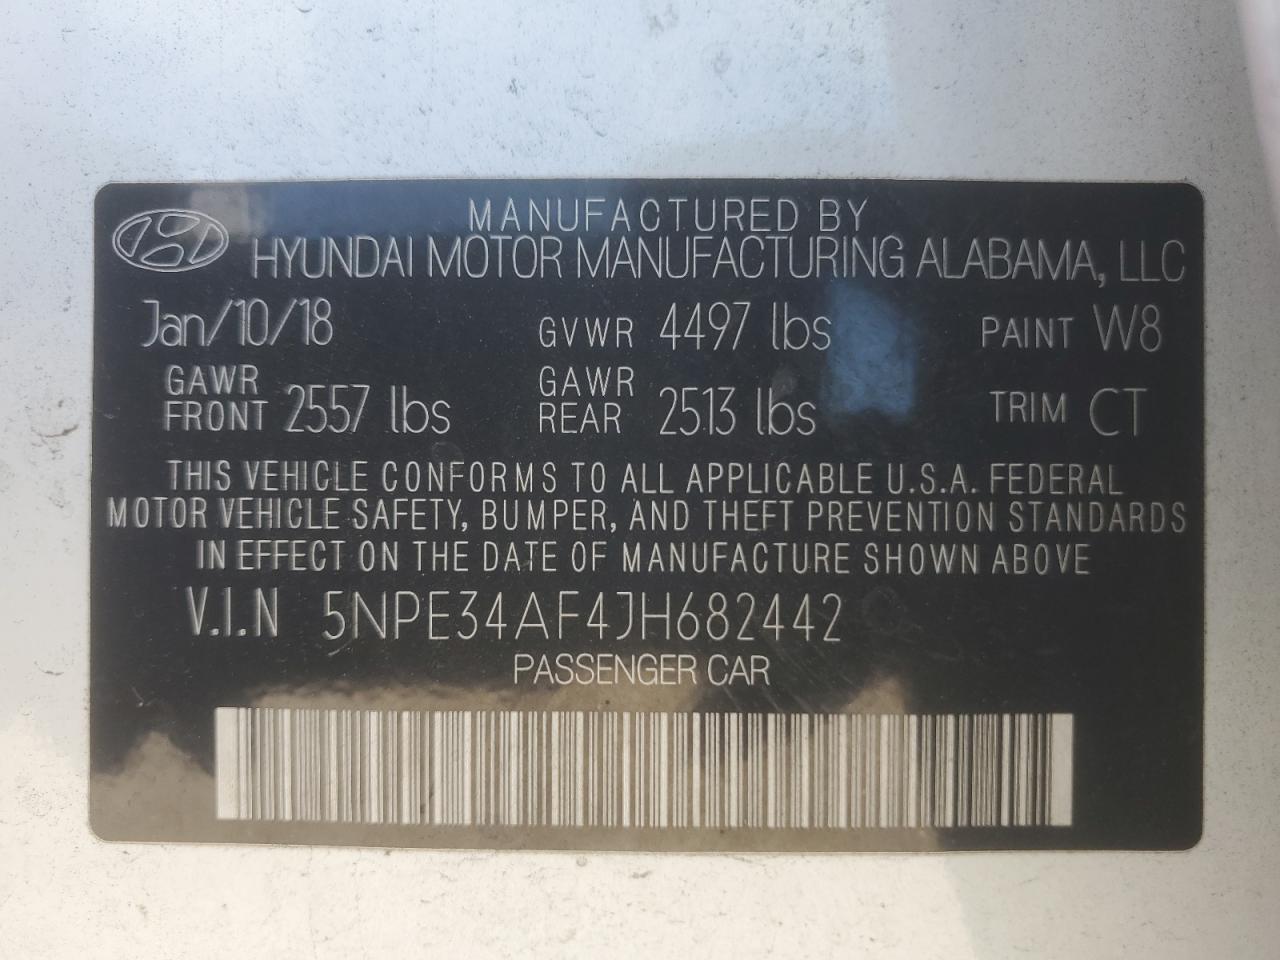 MANUFACTURED BY
HYUNDAI MOTOR MANUFACTURING ALABAMA, LLC
Jan/10/18 GVWR 4497 lbs PAINT W8
GAWR FRONT 2557 lbs GAWR REAR 2513 lbs TRIM CT
THIS VEHICLE CONFORMS TO ALL APPLICABLE U.S.A. FEDERAL
MOTOR VEHICLE SAFETY, BUMPER, AND THEFT PREVENTION STANDARDS
IN EFFECT ON THE DATE OF MANUFACTURE SHOWN ABOVE
V.I.N 5NPE34AF4JH682442
PASSENGER CAR